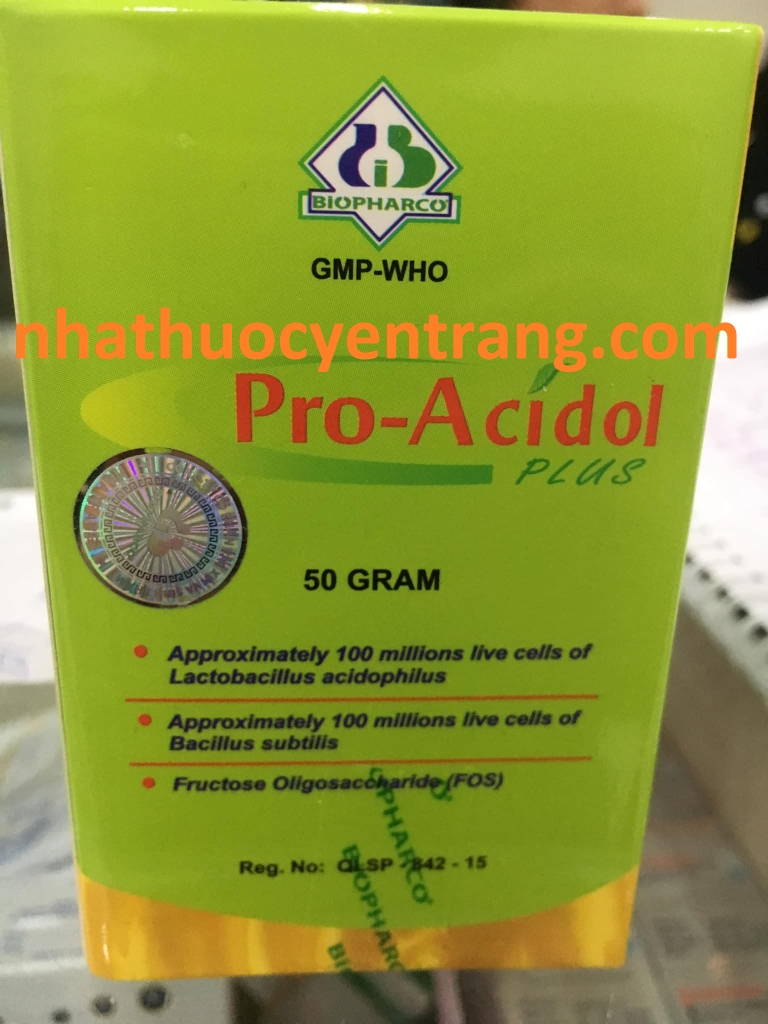 BIOPHARCO
GMP-WHO
nhathuocyentrang.com
Pro-Acidol
PLUS
50 GRAM
Approximately 100 millions live cells of
Lactobacillus acidophilus
Approximately 100 millions live cells of
Bacillus subtilis
Fructose Oligosaccharide (FOS)
Reg. No: QLSP - 842 - 15
BIOPHARCO